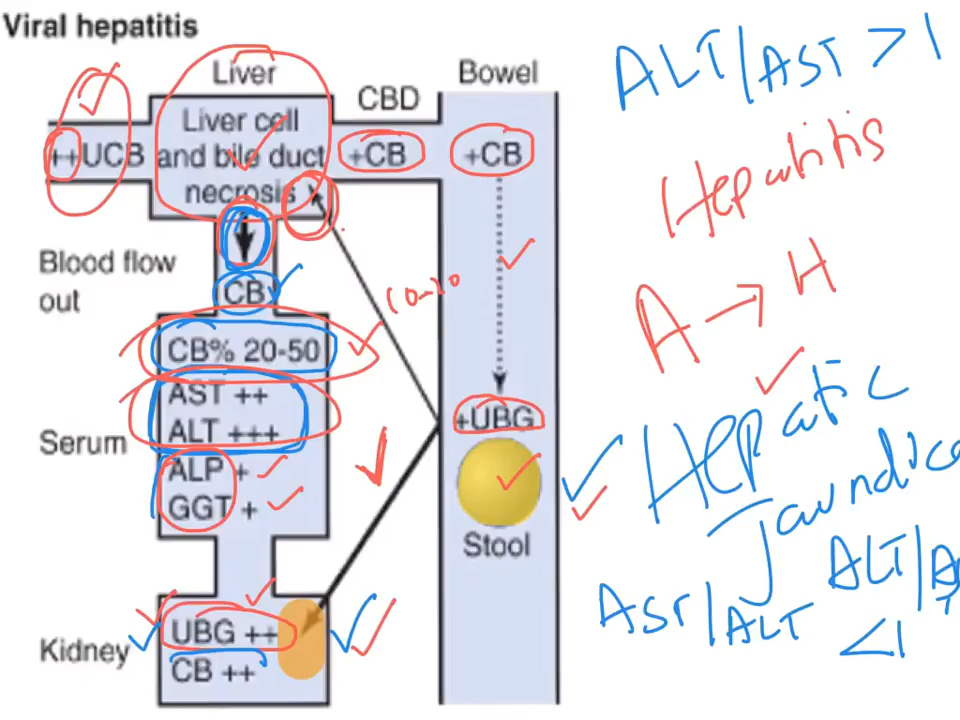 Viral hepatitis
Liver
CBD
Bowel
++UCB
Liver cell
and bile duct
necrosis
+CB
+CB
Blood flow
out
CB
CB% 20-50
AST ++
ALT +++
ALP +
GGT +
Serum
+UBG
Stool
Kidney
UBG ++
CB ++
ALT/AST >1
Hepatitis
A → H
Hepatic
AST/ALT
<1